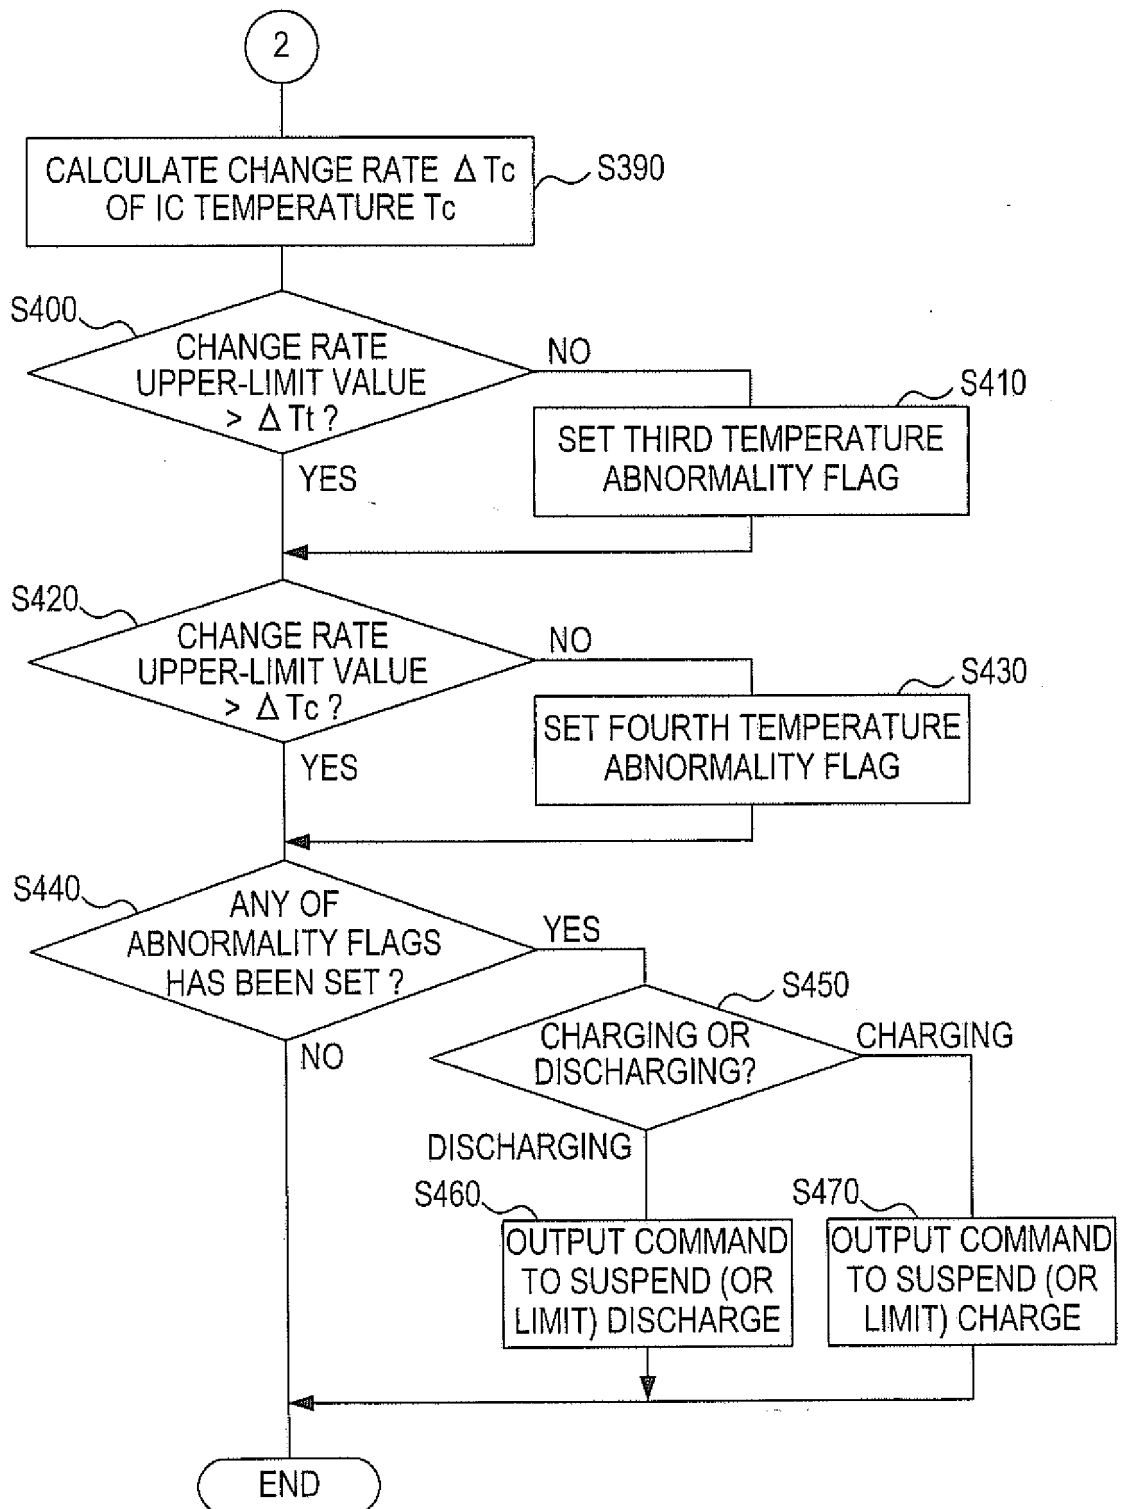 2
CALCULATE CHANGE RATE Δ Tc
OF IC TEMPERATURE Tc
S390
S400
CHANGE RATE
UPPER-LIMIT VALUE
> Δ Tt ?
NO
YES
S410
SET THIRD TEMPERATURE
ABNORMALITY FLAG
S420
CHANGE RATE
UPPER-LIMIT VALUE
> Δ Tc ?
NO
YES
S430
SET FOURTH TEMPERATURE
ABNORMALITY FLAG
S440
ANY OF
ABNORMALITY FLAGS
HAS BEEN SET ?
YES
NO
S450
CHARGING OR
DISCHARGING?
CHARGING
DISCHARGING
S460
OUTPUT COMMAND
TO SUSPEND (OR
LIMIT) DISCHARGE
S470
OUTPUT COMMAND
TO SUSPEND (OR
LIMIT) CHARGE
END